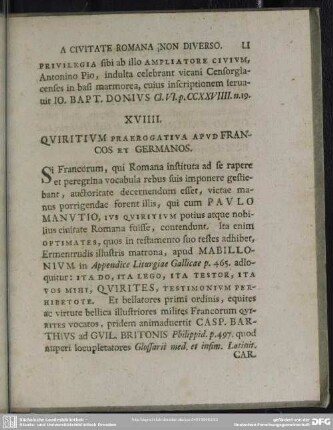 A CIVITATE ROMANA NON DIVERSO. LI
PRIVILEGIA sibi ab illo AMPLIATORE CIVIVM,
Antonino Pio, indulta celebrant vicani Censorgla-
censes in basi marmorea, cuius inscriptionem serua-
uit IO. BAPT. DONIVS Cl. VI. p. CCXXVIIII. n. 19.
XVIIII.
QVIRITIVM PRAEROGATIVA APVD FRAN-
COS ET GERMANOS.
Si Francorum, qui Romana instituta ad se rapere
et peregrina vocabula rebus suis imponere gestie-
bant, auctoritate decernendum esset, victae ma-
nus porrigendae forent illis, qui cum PAVLO
MANVTIO, IVS QVIRITIVM potius atque nobi-
lius ciuitate Romana fuisse, contendunt. Ita enim
OPTIMATES, quos in testamento suo testes adhibet,
Ermentrudis illustris matrona, apud MABILLO-
NIVM in Appendice Liturgiae Gallicae p. 465. adlo-
quitur: ITA DO, ITA LEGO, ITA TESTOR, ITA
VOS MIHI, QVIRITES, TESTIMONIVM PER-
HIBETOTE. Et bellatores primi ordinis, equites
ac virtute bellica illustriores milites Francorum QVI-
RITES vocatos, pridem animaduertit CASP. BAR-
THIVS ad GVIL. BRITONIS Philippid. p. 497. quod
nuperi locupletatores Glossarii med. et infim. Latinit.
CAR.